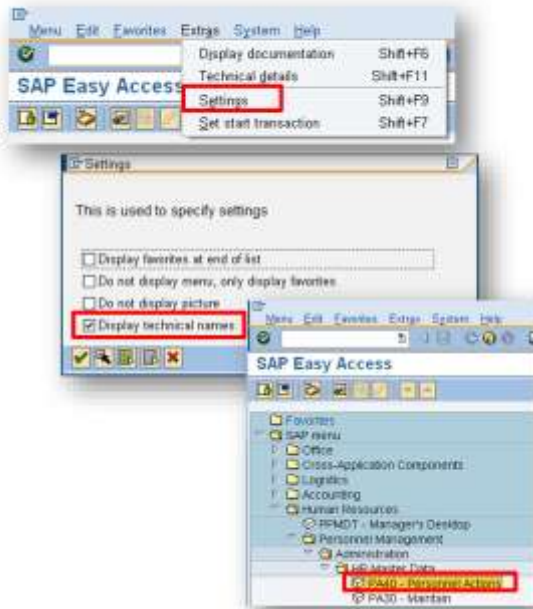 Menu Edit Favorites Extras System Help
Display documentation Shift+F6
Technical details Shift+F11
SAP Easy Access
Settings Shift+F9
Set start transaction Shift+F7
Settings
This is used to specify settings
Display favorites at end of list
Do not display menu, only display favorites
Do not display picture
Display technical names
Menu Edit Favorites Extras System Help
SAP Easy Access
Favorites
SAP menu
Office
Cross-Application Components
Logistics
Accounting
Human Resources
PPMDT - Manager's Desktop
Personnel Management
Administration
HR Master Data
PA40 - Personnel Actions
PA30 - Maintain